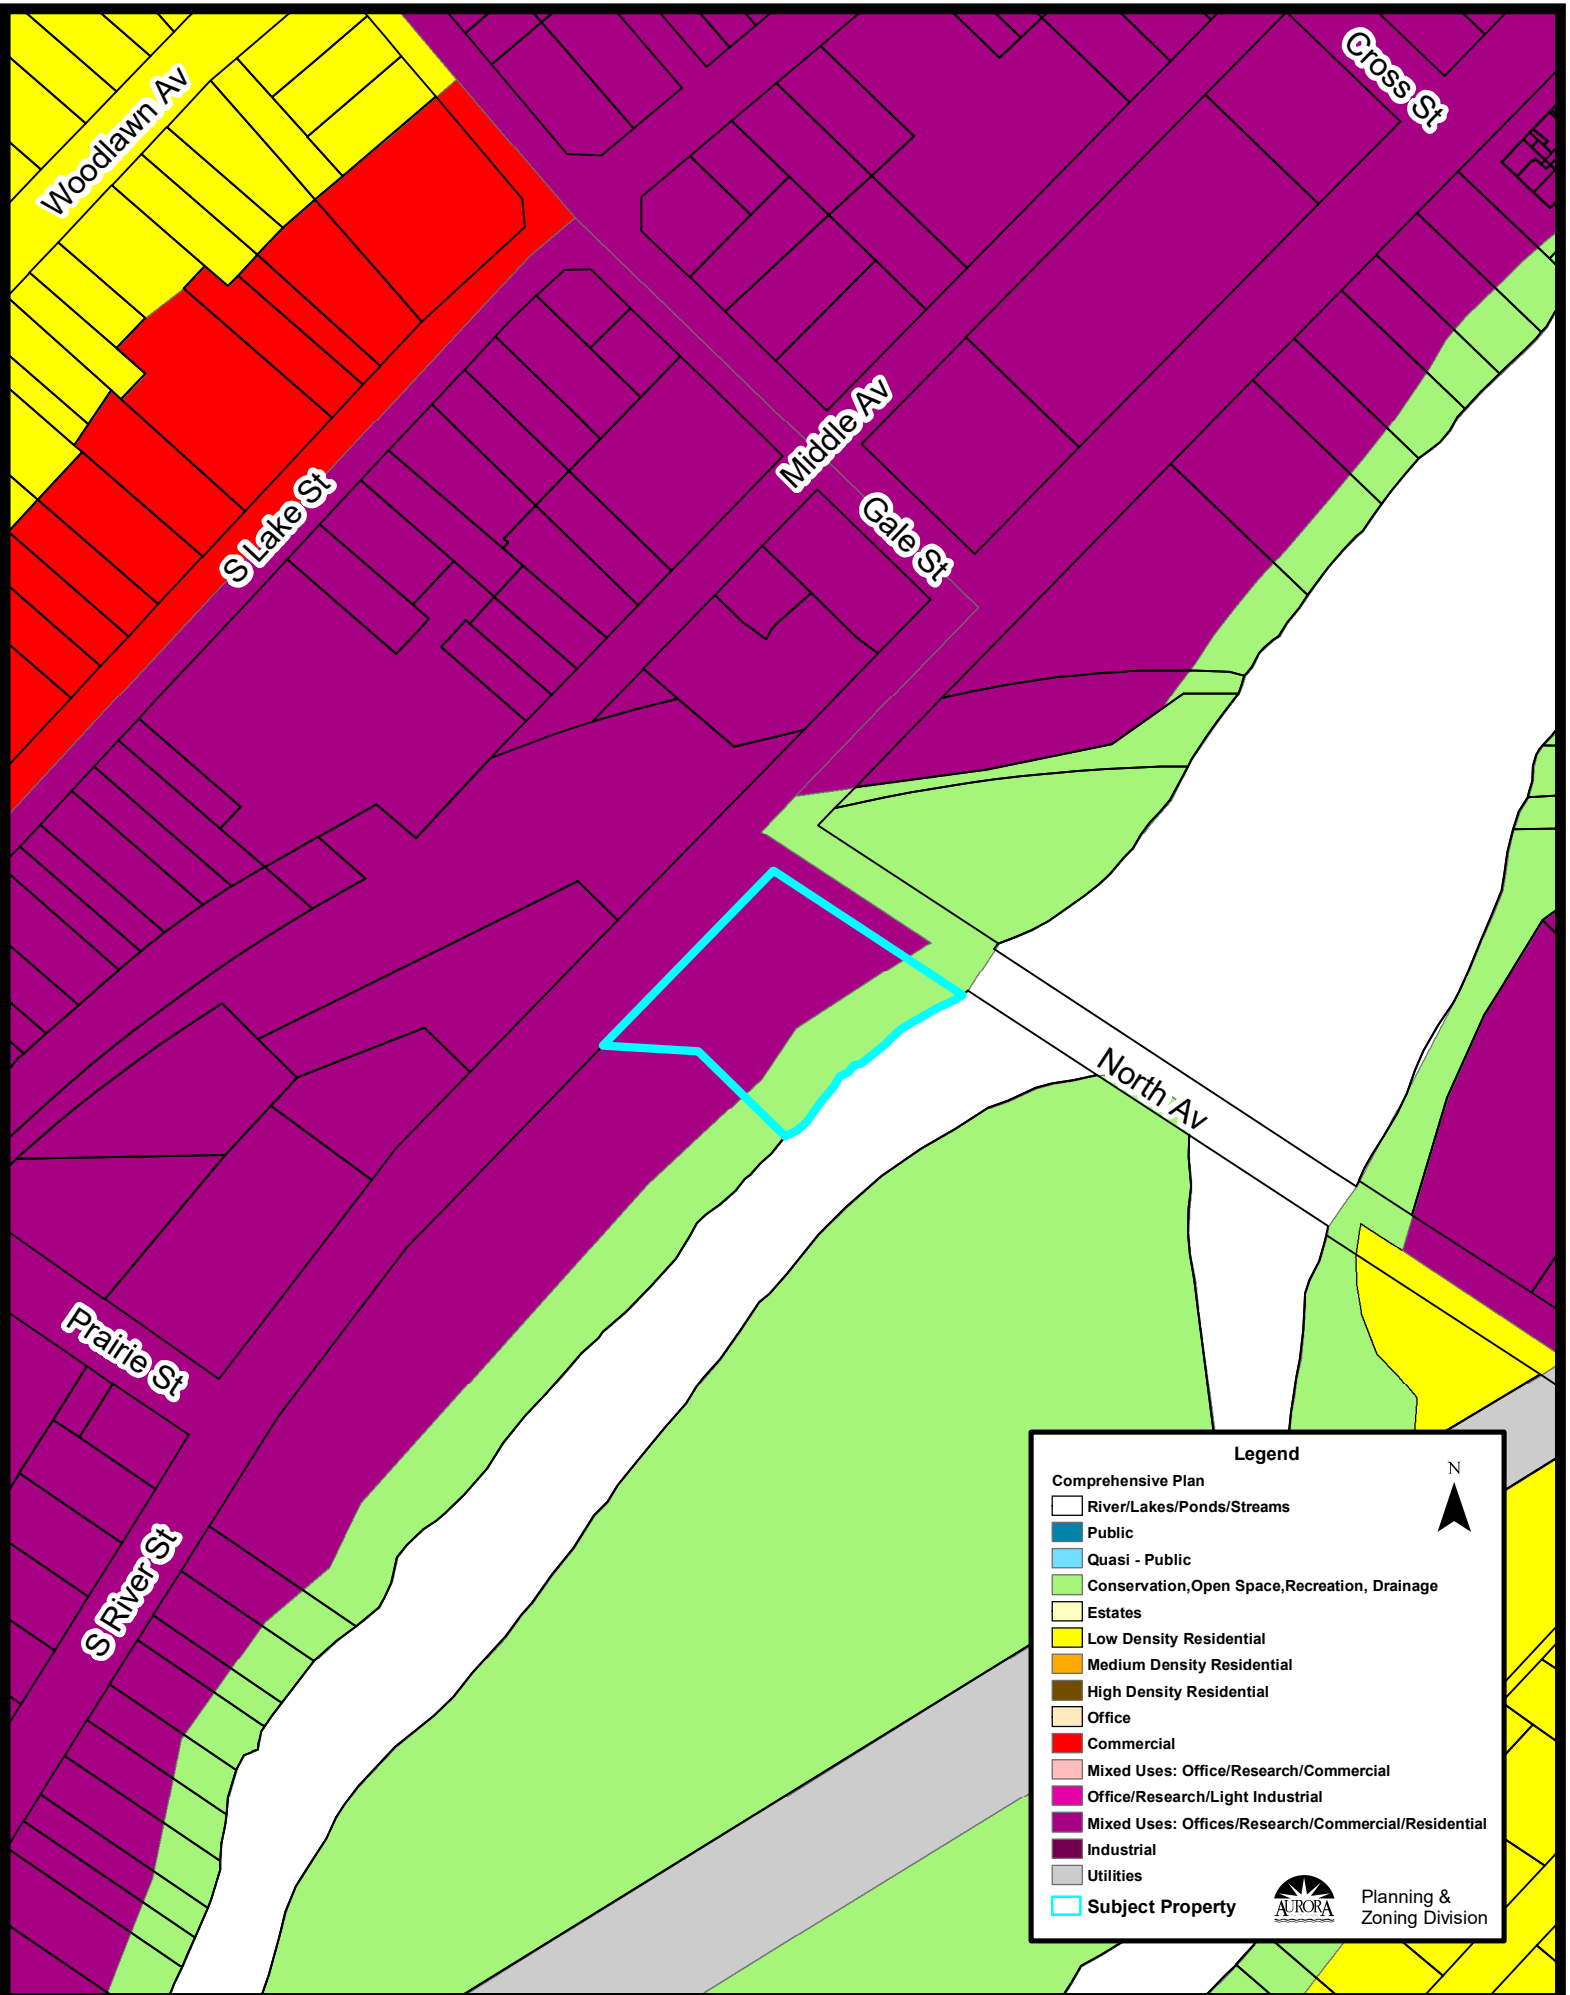 Cross St
Woodlawn Av
Middle Av
S Lake St
Gale St
North Av
Prairie St
S River St
Legend
Comprehensive Plan
N
River/Lakes/Ponds/Streams
Public
Quasi - Public
Conservation,Open Space,Recreation, Drainage
Estates
Low Density Residential
Medium Density Residential
High Density Residential
Office
Commercial
Mixed Uses: Office/Research/Commercial
Office/Research/Light Industrial
Mixed Uses: Offices/Research/Commercial/Residential
Industrial
Utilities
Subject Property
AURORA
Planning &
Zoning Division